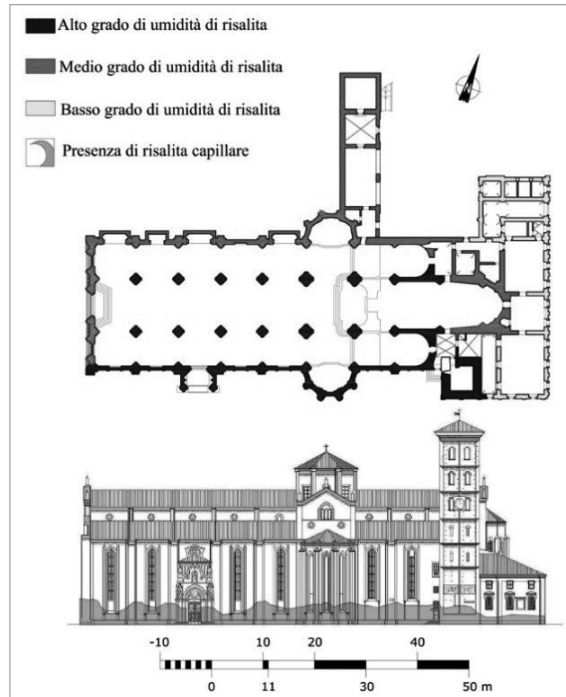 Alto grado di umidità di risalita
Medio grado di umidità di risalita
Basso grado di umidità di risalita
Presenza di risalita capillare
-10 10 20 40
0 11 30 50 m